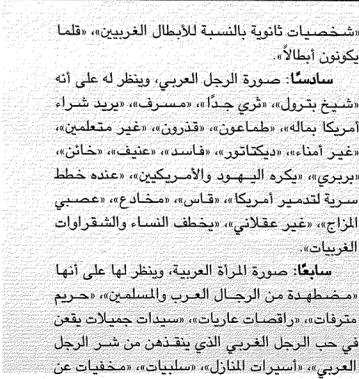 «شخصيات ثانوية بالنسبة للأبطال الغربيين»، «قلما
يكونون أبطالاً».
سادسًا: صورة الرجل العربي، وينظر له على أنه
«شيخ بترول»، «ثري جدًا»، «مسرف»، «يريد شراء
أمريكا بماله»، «طماعون»، «قذرون»، «غير متعلمين»،
«غير أمناء»، «ديكتاتور»، «فاسد»، «عنيف»، «خائن»،
«بربري»، «يكره اليهود والأمريكيين»، «عنده خطط
سرية لتدمير أمريكا»، «قاس»، «مخادع»، «عصبي
المزاج»، «غير عقلاني»، «يخطف النساء والشقراوات
الغربيات».
سابعًا: صورة المرأة العربية، وينظر لها على أنها
«مضطهدة من الرجال العرب والمسلمين»، «حريم
مترفات»، «راقصات عاريات»، «سيدات جميلات يقعن
في حب الرجل الغربي الذي ينقذهن من شر الرجل
العربي»، «أسيرات المنازل»، «سلبيات»، «مخفيات عن